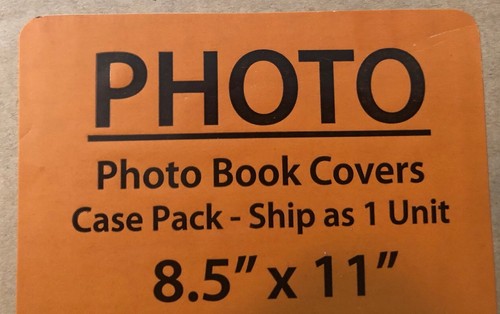 PHOTO
Photo Book Covers
Case Pack - Ship as 1 Unit
8.5” x 11”